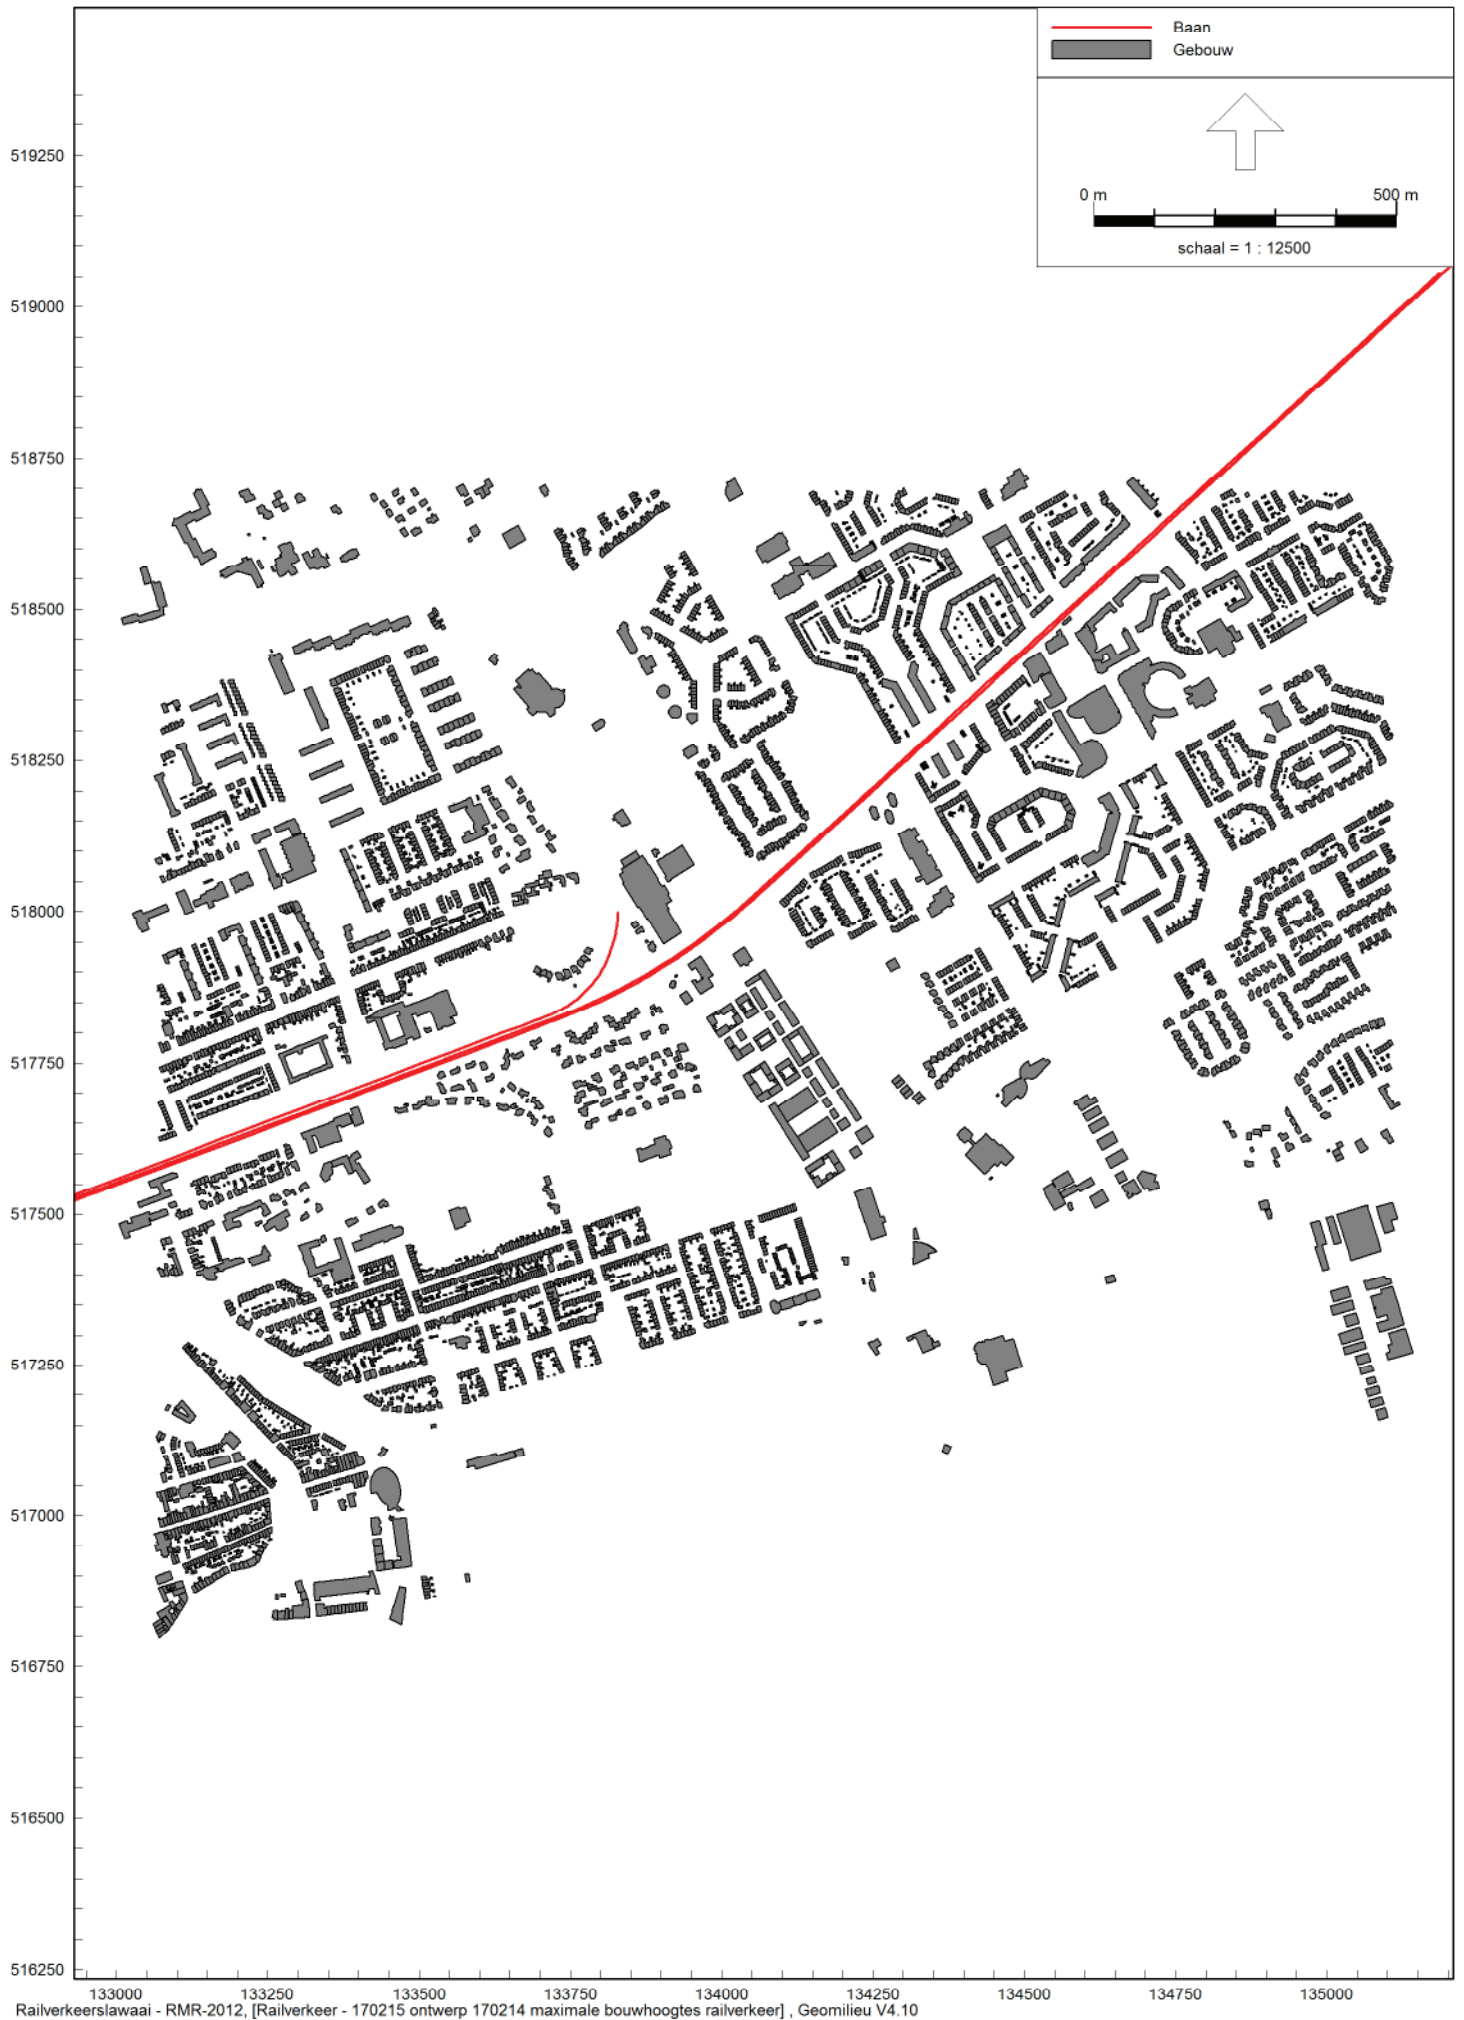 Baan
Gebouw
0 m 500 m
schaal = 1 : 12500
519250
519000
518750
518500
518250
518000
517750
517500
517250
517000
516750
516500
516250
133000 133250 133500 133750 134000 134250 134500 134750 135000
Railverkeerslawaai - RMR-2012, [Railverkeer - 170215 ontwerp 170214 maximale bouwhoogtes railverkeer] , Geomilieu V4.10